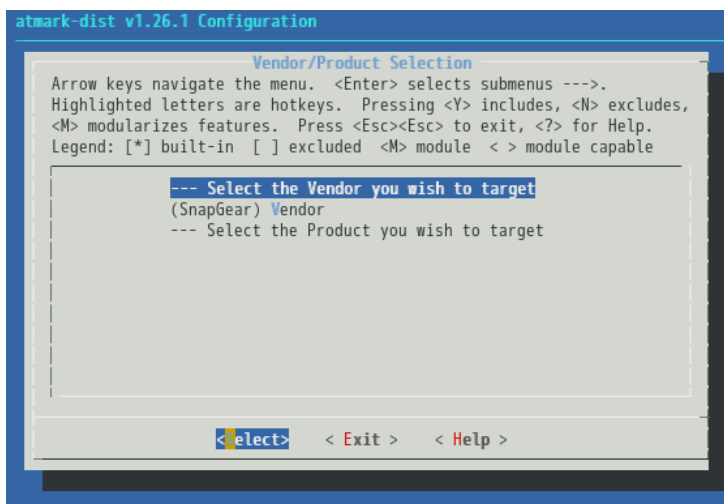 atmark-dist v1.26.1 Configuration
Vendor/Product Selection
Arrow keys navigate the menu.  <Enter> selects submenus --->.
Highlighted letters are hotkeys.  Pressing <Y> includes, <N> excludes,
<M> modularizes features.  Press <Esc><Esc> to exit, <?> for Help.
Legend: [*] built-in  [ ] excluded  <M> module  < > module capable
--- Select the Vendor you wish to target
(SnapGear) Vendor
--- Select the Product you wish to target
<Select>    < Exit >    < Help >